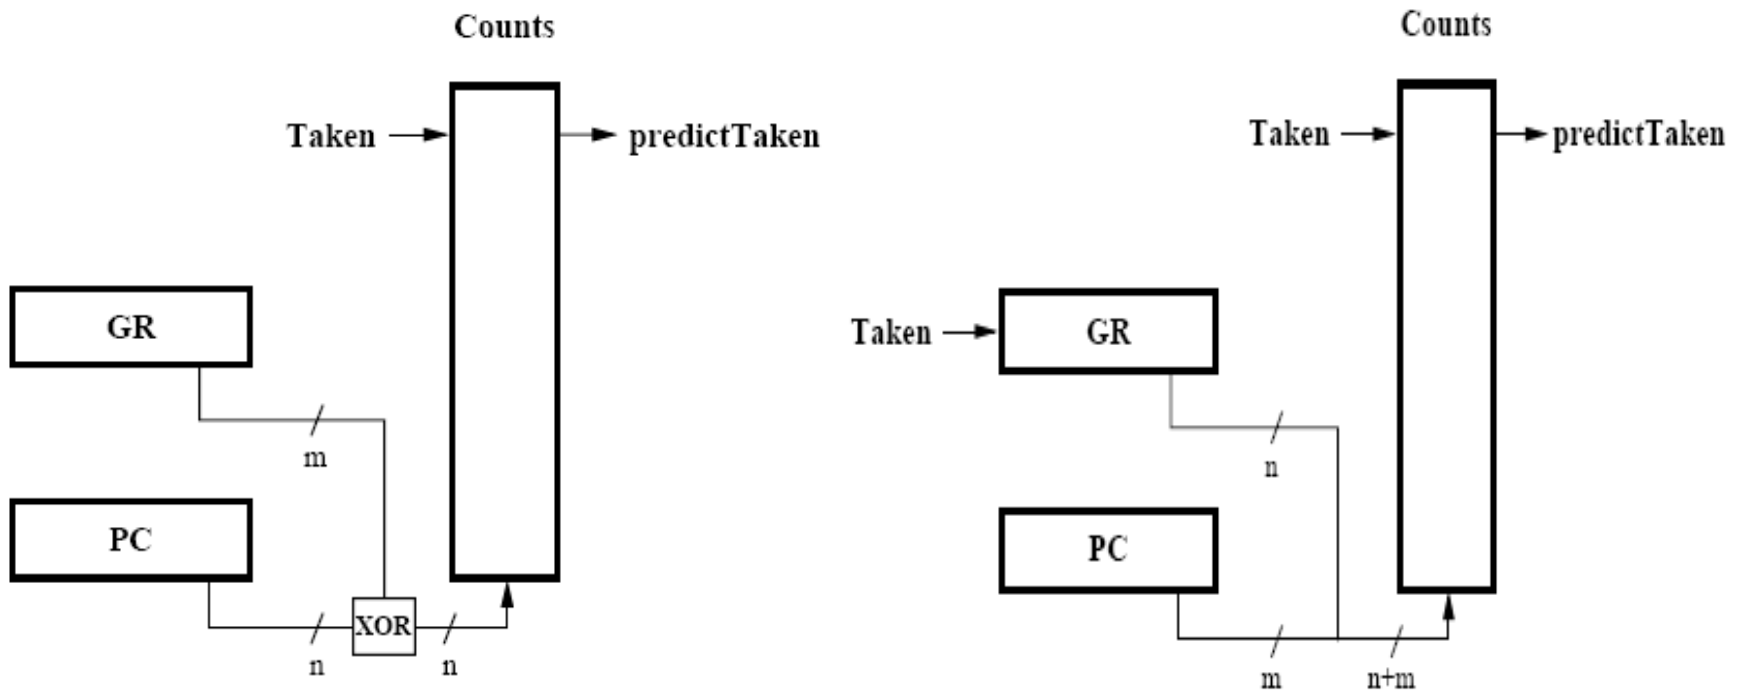 Counts
Taken
predictTaken
GR
m
PC
XOR
n
n
Counts
Taken
predictTaken
Taken
GR
n
PC
m
n+m